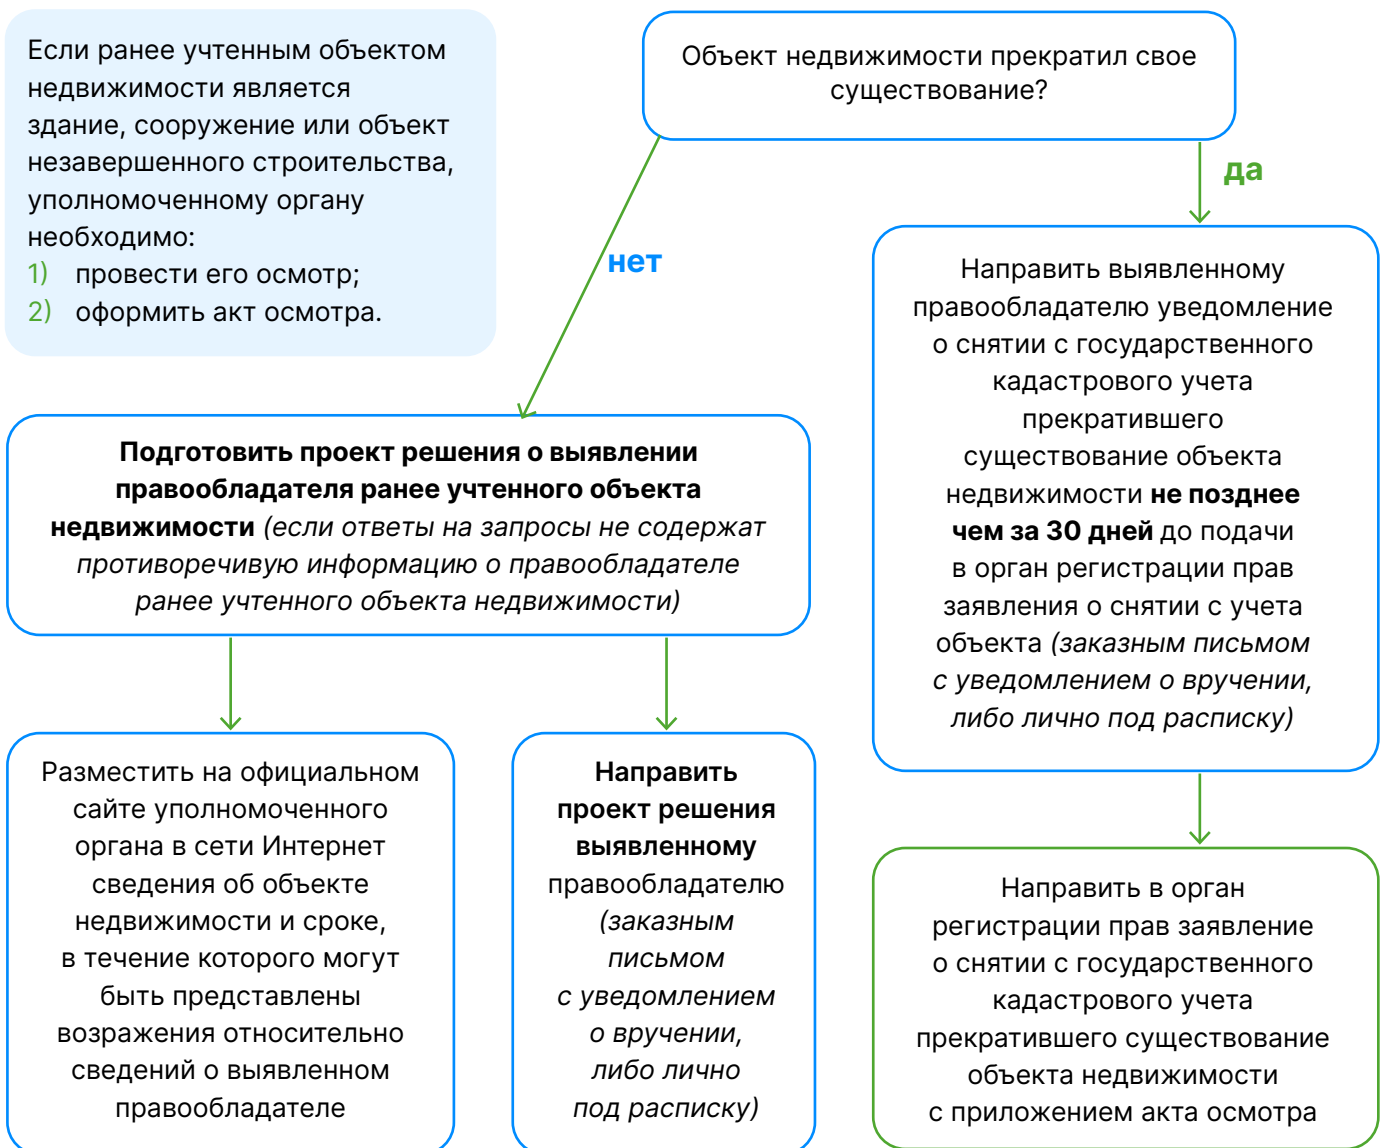 Если ранее учтенным объектом
недвижимости является
здание, сооружение или объект
незавершенного строительства,
уполномоченному органу
необходимо:
1) провести его осмотр;
2) оформить акт осмотра.
Объект недвижимости прекратил свое
существование?
да
нет
Направить выявленному
правообладателю уведомление
о снятии с государственного
кадастрового учета
прекратившего
существование объекта
недвижимости не позднее
чем за 30 дней до подачи
в орган регистрации прав
заявления о снятии с учета
объекта (заказным письмом
с уведомлением о вручении,
либо лично под расписку)
Подготовить проект решения о выявлении
правообладателя ранее учтенного объекта
недвижимости (если ответы на запросы не содержат
противоречивую информацию о правообладателе
ранее учтенного объекта недвижимости)
Разместить на официальном
сайте уполномоченного
органа в сети Интернет
сведения об объекте
недвижимости и сроке,
в течение которого могут
быть представлены
возражения относительно
сведений о выявленном
правообладателе
Направить
проект решения
выявленному
правообладателю
(заказным
письмом
с уведомлением
о вручении,
либо лично
под расписку)
Направить в орган
регистрации прав заявление
о снятии с государственного
кадастрового учета
прекратившего существование
объекта недвижимости
с приложением акта осмотра